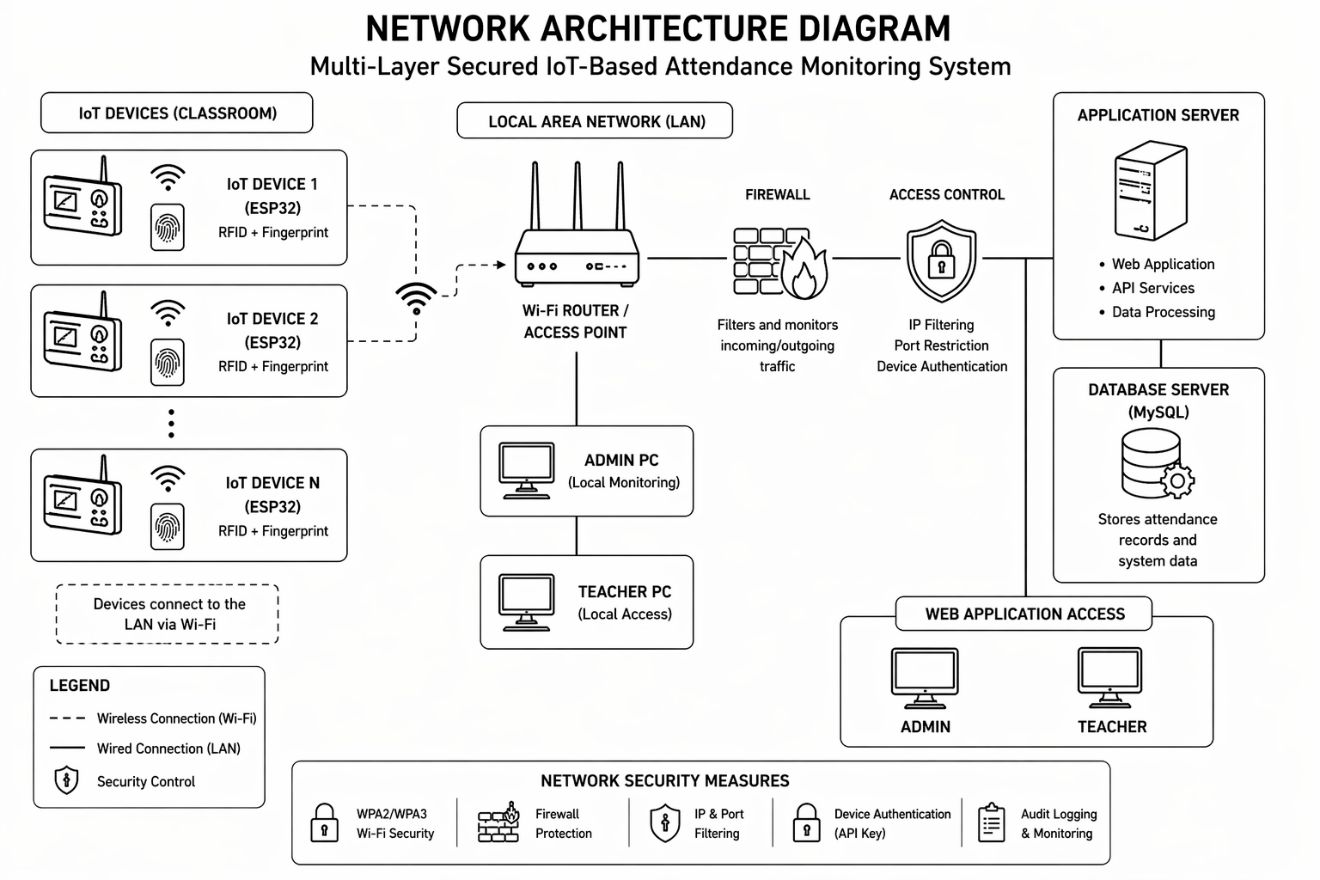 NETWORK ARCHITECTURE DIAGRAM
Multi-Layer Secured IoT-Based Attendance Monitoring System
IoT DEVICES (CLASSROOM)
IoT DEVICE 1
(ESP32)
RFID + Fingerprint
IoT DEVICE 2
(ESP32)
RFID + Fingerprint
IoT DEVICE N
(ESP32)
RFID + Fingerprint
Devices connect to the
LAN via Wi-Fi
LEGEND
Wireless Connection (Wi-Fi)
Wired Connection (LAN)
Security Control
LOCAL AREA NETWORK (LAN)
Wi-Fi ROUTER /
ACCESS POINT
ADMIN PC
(Local Monitoring)
TEACHER PC
(Local Access)
FIREWALL
Filters and monitors
incoming/outgoing
traffic
ACCESS CONTROL
IP Filtering
Port Restriction
Device Authentication
APPLICATION SERVER
• Web Application
• API Services
• Data Processing
DATABASE SERVER
(MySQL)
Stores attendance
records and
system data
WEB APPLICATION ACCESS
ADMIN
TEACHER
NETWORK SECURITY MEASURES
WPA2/WPA3
Wi-Fi Security
Firewall
Protection
IP & Port
Filtering
Device Authentication
(API Key)
Audit Logging
& Monitoring